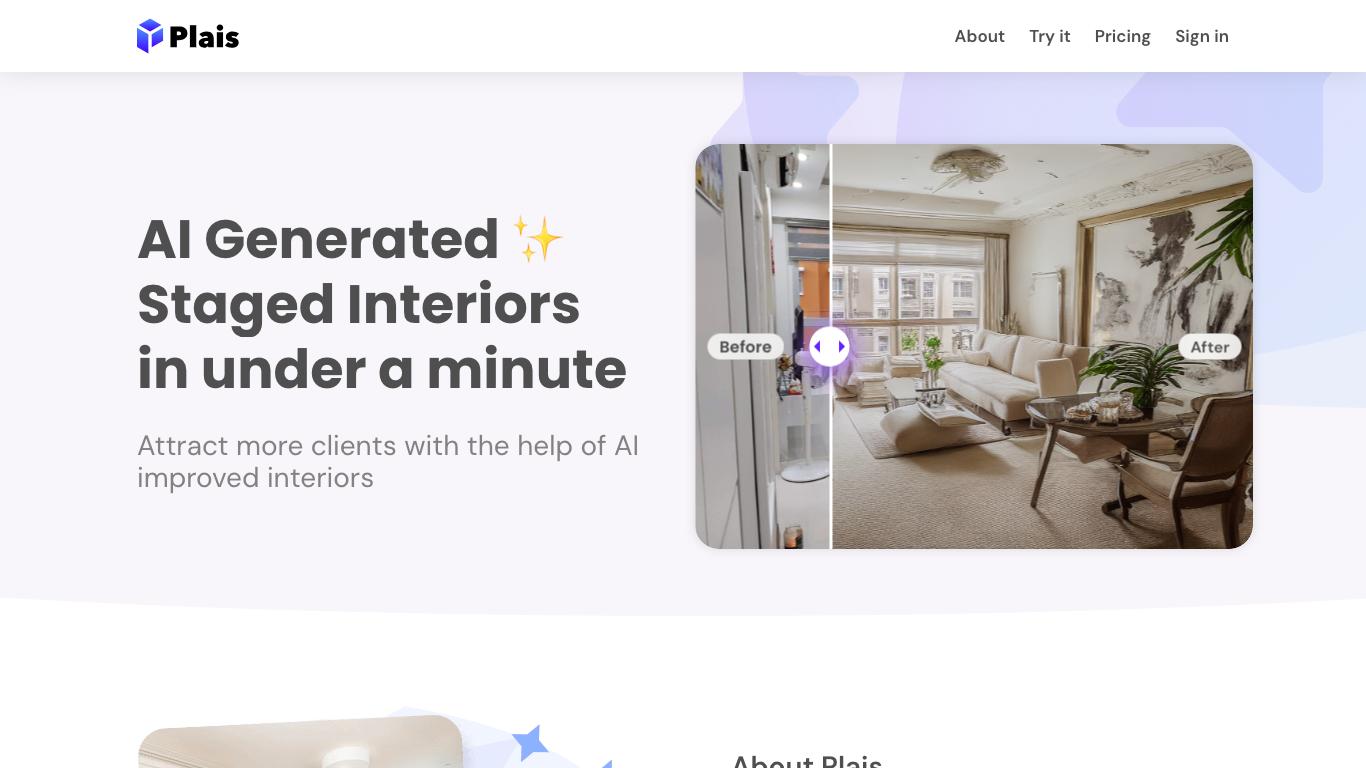 Plais
About
Try it
Pricing
Sign in
AI Generated ✨
Staged Interiors
in under a minute
Attract more clients with the help of AI
improved interiors
Before
After
About Plais